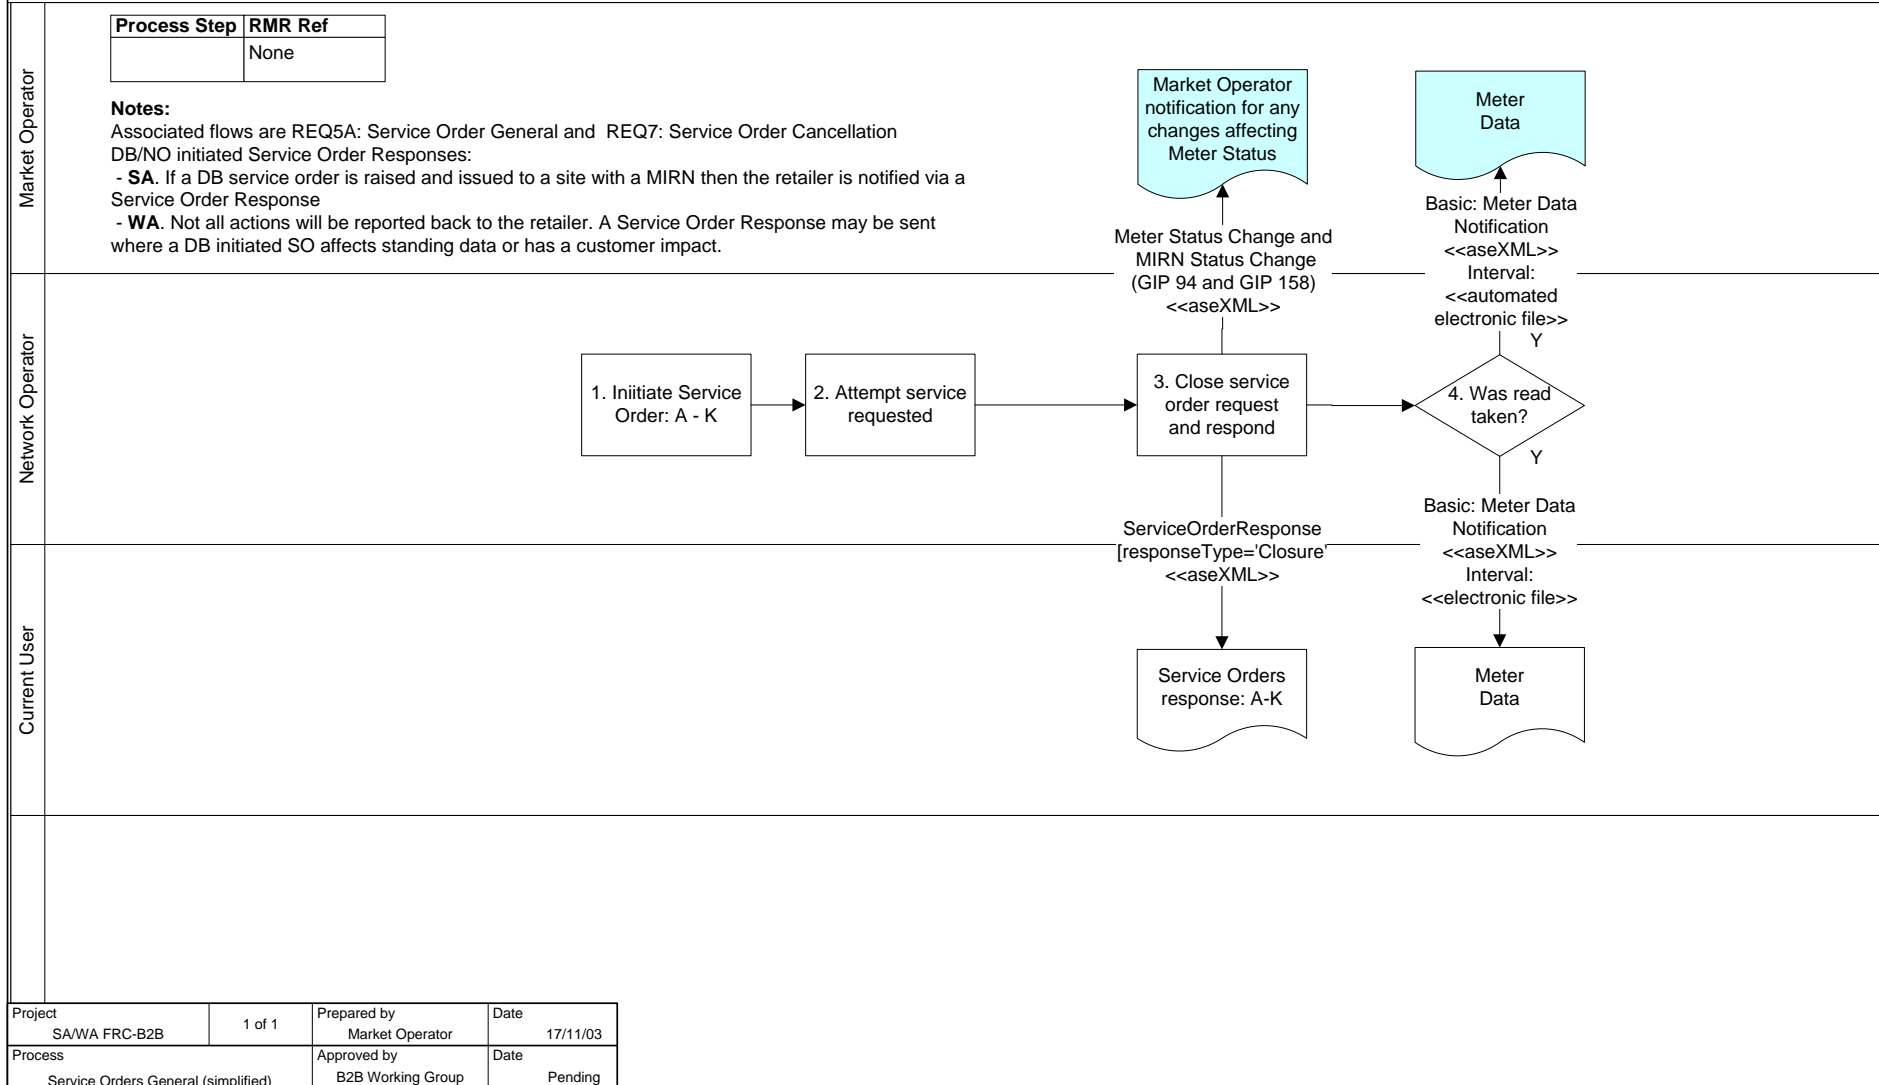 Process Step RMR Ref
None
Notes:
Associated flows are REQ5A: Service Order General and REQ7: Service Order Cancellation
DB/NO initiated Service Order Responses:
- SA. If a DB service order is raised and issued to a site with a MIRN then the retailer is notified via a
Service Order Response
- WA. Not all actions will be reported back to the retailer. A Service Order Response may be sent
where a DB initiated SO affects standing data or has a customer impact.
Market Operator
Market Operator
notification for any
changes affecting
Meter Status
Meter
Data
Meter Status Change and
MIRN Status Change
(GIP 94 and GIP 158)
<<aseXML>>
Basic: Meter Data
Notification
<<aseXML>>
Interval:
<<automated
electronic file>>
Y
Network Operator
1. Iniitiate Service
Order: A - K
2. Attempt service
requested
3. Close service
order request
and respond
4. Was read
taken?
Y
ServiceOrderResponse
[responseType='Closure'
<<aseXML>>
Basic: Meter Data
Notification
<<aseXML>>
Interval:
<<electronic file>>
Current User
Service Orders
response: A-K
Meter
Data
Project
SA/WA FRC-B2B
1 of 1
Prepared by
Market Operator
Date
17/11/03
Process
Service Orders General (simplified)
Approved by
B2B Working Group
Date
Pending